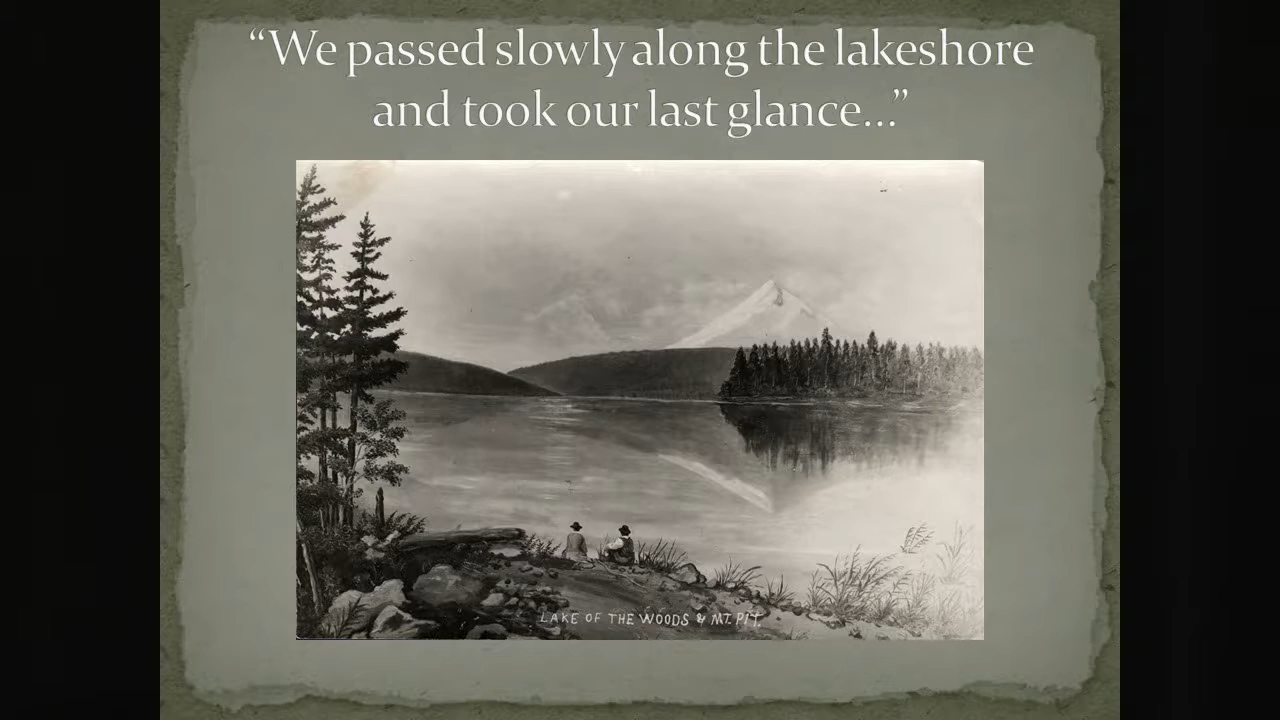 “We passed slowly along the lakeshore
and took our last glance...”
LAKE OF THE WOODS & MT. PIT.